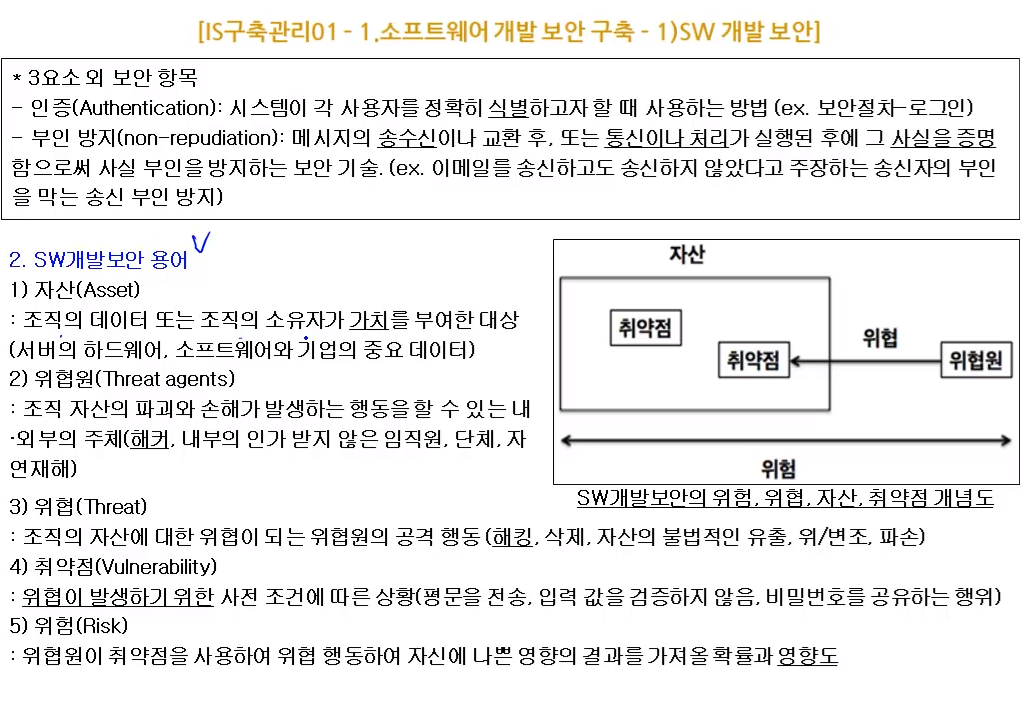 [IS구축관리01 - 1.소프트웨어 개발 보안 구축 - 1)SW 개발 보안]
* 3요소 외 보안 항목
- 인증(Authentication): 시스템이 각 사용자를 정확히 식별하고자 할 때 사용하는 방법 (ex. 보안절차-로그인)
- 부인 방지(non-repudiation): 메시지의 송수신이나 교환 후, 또는 통신이나 처리가 실행된 후에 그 사실을 증명
함으로써 사실 부인을 방지하는 보안 기술. (ex. 이메일를 송신하고도 송신하지 않았다고 주장하는 송신자의 부인
을 막는 송신 부인 방지)
2. SW개발보안 용어
1) 자산(Asset)
: 조직의 데이터 또는 조직의 소유자가 가치를 부여한 대상
(서버의 하드웨어, 소프트웨어와 기업의 중요 데이터)
2) 위협원(Threat agents)
: 조직 자산의 파괴와 손해가 발생하는 행동을 할 수 있는 내
·외부의 주체(해커, 내부의 인가 받지 않은 임직원, 단체, 자
연재해)
자산
취약점
위협
취약점
위협원
위험
SW개발보안의 위험, 위협, 자산, 취약점 개념도
3) 위협(Threat)
: 조직의 자산에 대한 위협이 되는 위협원의 공격 행동 (해킹, 삭제, 자산의 불법적인 유출, 위/변조, 파손)
4) 취약점(Vulnerability)
: 위협이 발생하기 위한 사전 조건에 따른 상황(평문을 전송, 입력 값을 검증하지 않음, 비밀번호를 공유하는 행위)
5) 위험(Risk)
: 위협원이 취약점을 사용하여 위협 행동하여 자신에 나쁜 영향의 결과를 가져올 확률과 영향도